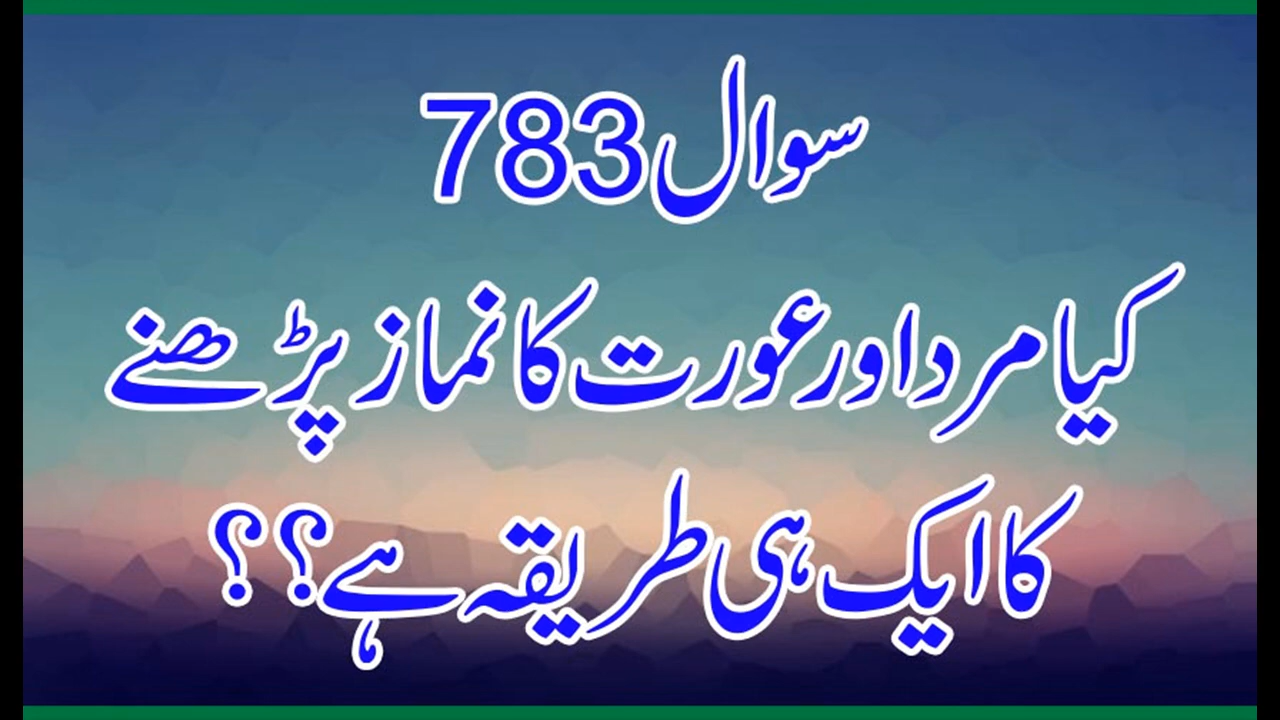 سوال 783
کیا مرد اور عورت کا نماز پڑھنے
کا ایک ہی طریقہ ہے؟؟